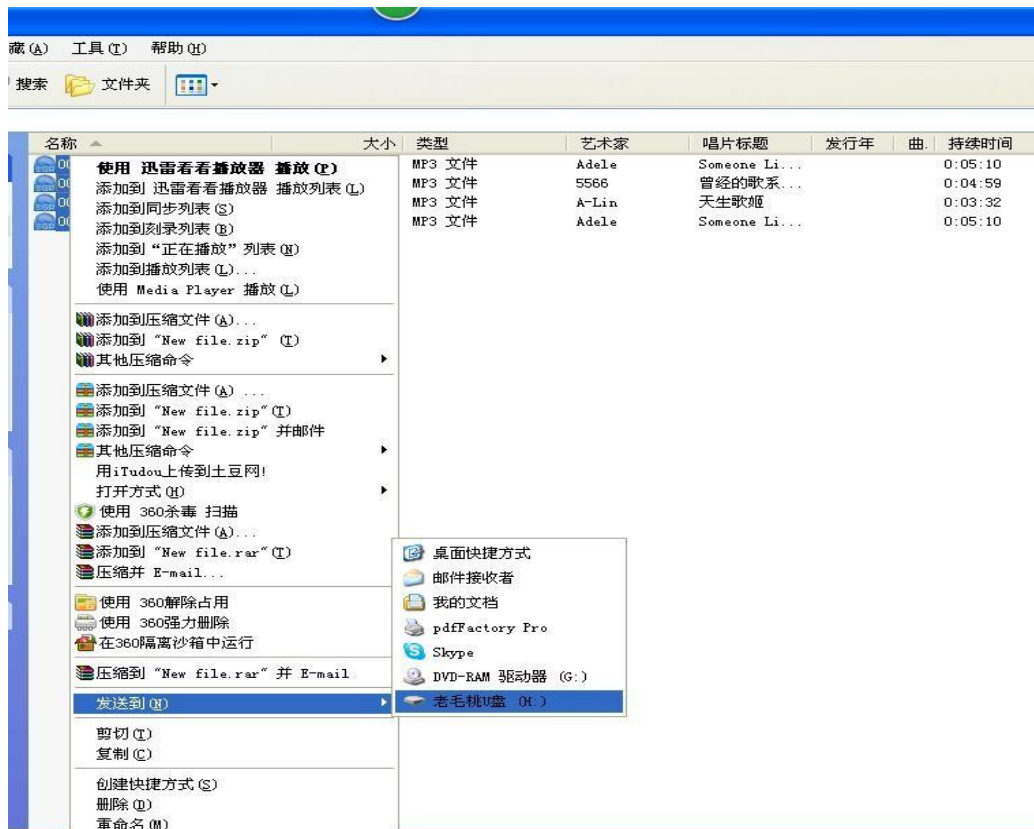 藏(A) 工具(T) 帮助(H)
搜索 文件夹
名称 大小 类型 艺术家 唱片标题 发行年 曲. 持续时间
00 MP3 文件 Adele Someone Li... 0:05:10
00 MP3 文件 5566 曾经的歌系... 0:04:59
00 MP3 文件 A-Lin 天生歌姬 0:03:32
00 MP3 文件 Adele Someone Li... 0:05:10
使用 迅雷看看播放器 播放(P)
添加到 迅雷看看播放器 播放列表(L)
添加到同步列表(S)
添加到刻录列表(B)
添加到“正在播放”列表(N)
添加到播放列表(L)...
使用 Media Player 播放(L)
添加到压缩文件(A)...
添加到 "New file.zip" (T)
其他压缩命令
添加到压缩文件(A) ...
添加到 "New file.zip"(T)
添加到 "New file.zip" 并邮件
其他压缩命令
用iTudou上传到土豆网!
打开方式(H)
使用 360杀毒 扫描
添加到压缩文件(A)...
添加到 "New file.rar"(T)
压缩并 E-mail...
使用 360解除占用
使用 360强力删除
在360隔离沙箱中运行
压缩到 "New file.rar" 并 E-mail
发送到(N)
桌面快捷方式
邮件接收者
我的文档
pdfFactory Pro
Skype
DVD-RAM 驱动器 (G:)
老毛桃U盘 (H:)
剪切(T)
复制(C)
创建快捷方式(S)
删除(D)
重命名(M)